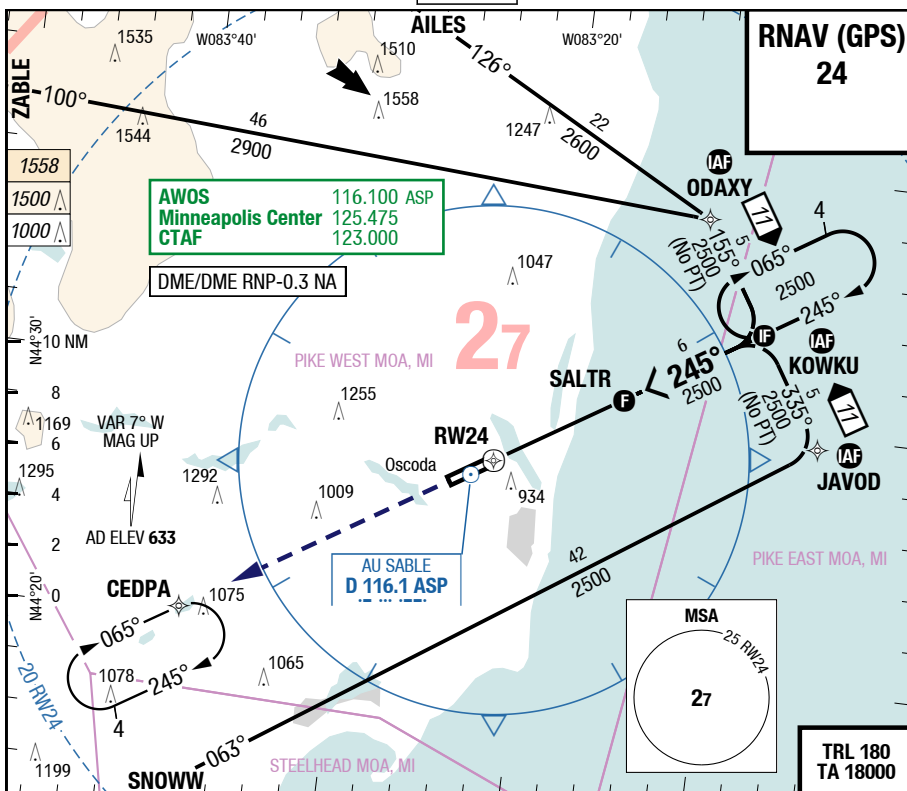 RNAV (GPS)
24
AILES
ZABLE
W083°40'
W083°20'
1535
1510
1558
1544
1247
126°
22
2600
100°
46
2900
1558
1500
1000
AWOS 116.100 ASP
Minneapolis Center 125.475
CTAF 123.000
DME/DME RNP-0.3 NA
IAF
ODAXY
11
4
155°
5
2500
(No PT)
065°
2500
245°
1047
27
N44°30'
10 NM
8
6
4
2
0
PIKE WEST MOA, MI
SALTR
F
6
245°
2500
IF
IAF
KOWKU
335°
5
2500
(No PT)
11
IAF
JAVOD
1169
1295
VAR 7° W
MAG UP
AD ELEV 633
1255
1292
1009
RW24
Oscoda
934
AU SABLE
D 116.1 ASP
42
2500
PIKE EAST MOA, MI
N44°20'
CEDPA
1075
065°
245°
4
1078
1065
20 RW24
1199
SNOWW
063°
STEELHEAD MOA, MI
MSA
25 RW24
27
TRL 180
TA 18000